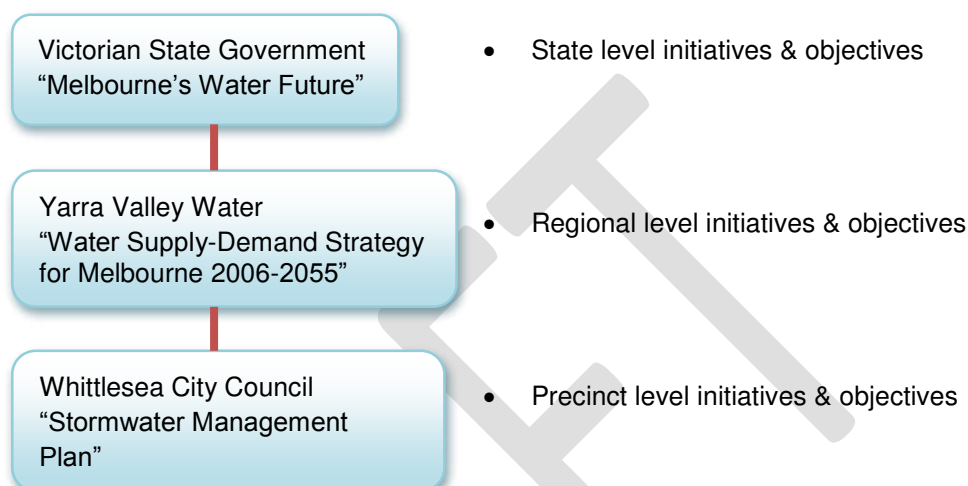 Victorian State Government
“Melbourne’s Water Future”
• State level initiatives & objectives
Yarra Valley Water
“Water Supply-Demand Strategy
for Melbourne 2006-2055”
• Regional level initiatives & objectives
Whittlesea City Council
“Stormwater Management
Plan”
• Precinct level initiatives & objectives